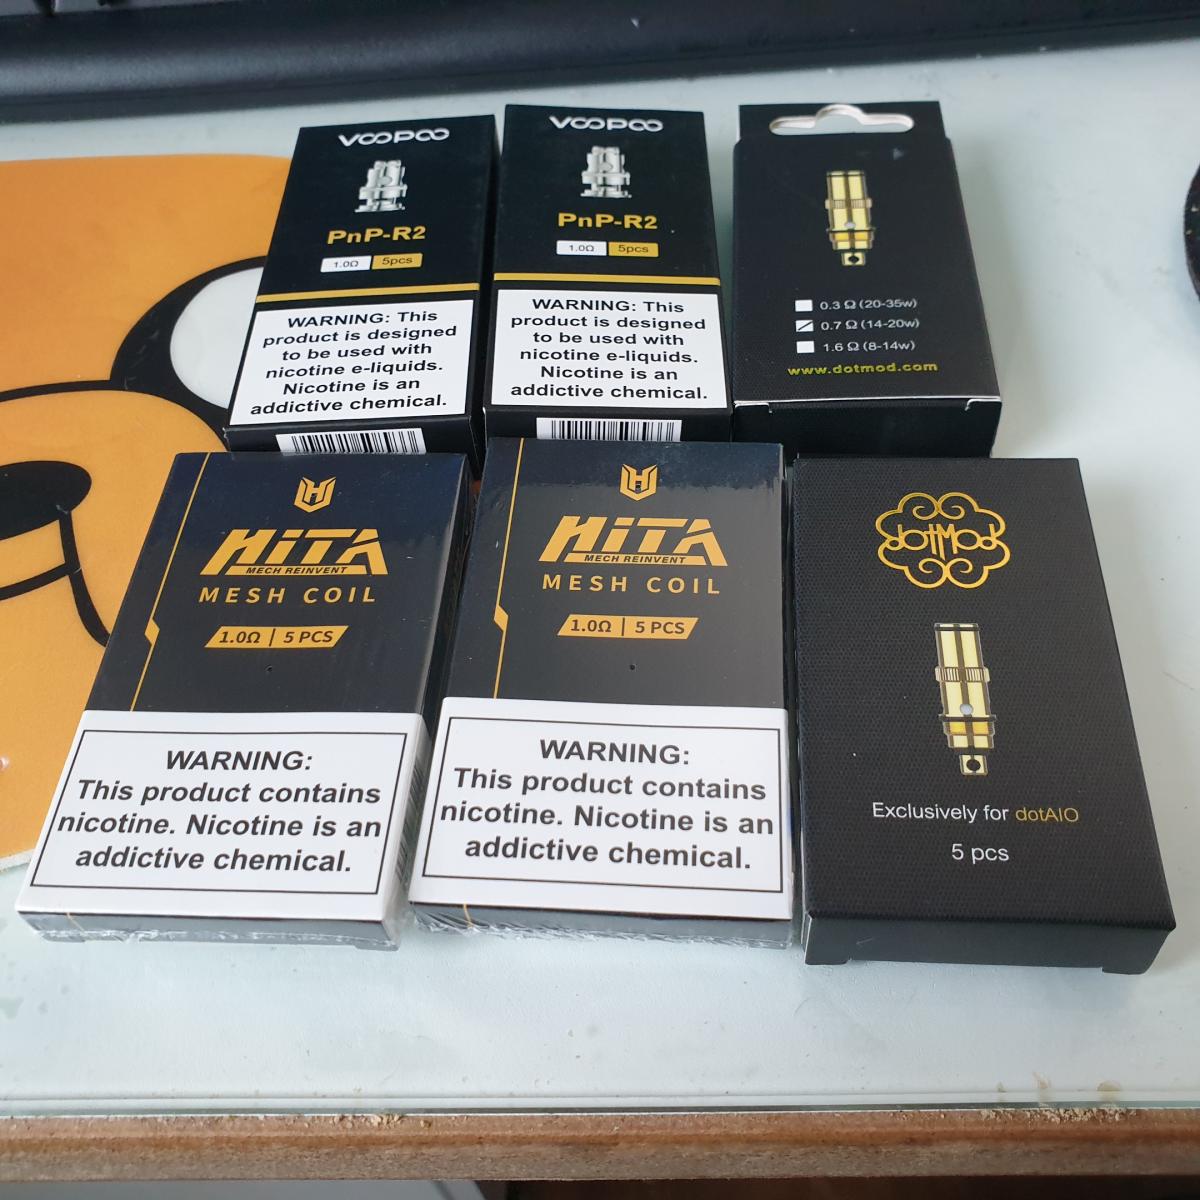 VOOPOO
PnP-R2
1.0Ω 5pcs
WARNING: This
product is designed
to be used with
nicotine e-liquids.
Nicotine is an
addictive chemical.
VOOPOO
PnP-R2
1.0Ω 5pcs
WARNING: This
product is designed
to be used with
nicotine e-liquids.
Nicotine is an
addictive chemical.
0.3 Ω (20-35w)
0.7 Ω (14-20w)
1.6 Ω (8-14w)
www.dotmod.com
HiTA
MECH REINVENT
MESH COIL
1.0Ω | 5 PCS
WARNING:
This product contains
nicotine. Nicotine is an
addictive chemical.
HiTA
MECH REINVENT
MESH COIL
1.0Ω | 5 PCS
WARNING:
This product contains
nicotine. Nicotine is an
addictive chemical.
dotMod
Exclusively for dotAIO
5 pcs